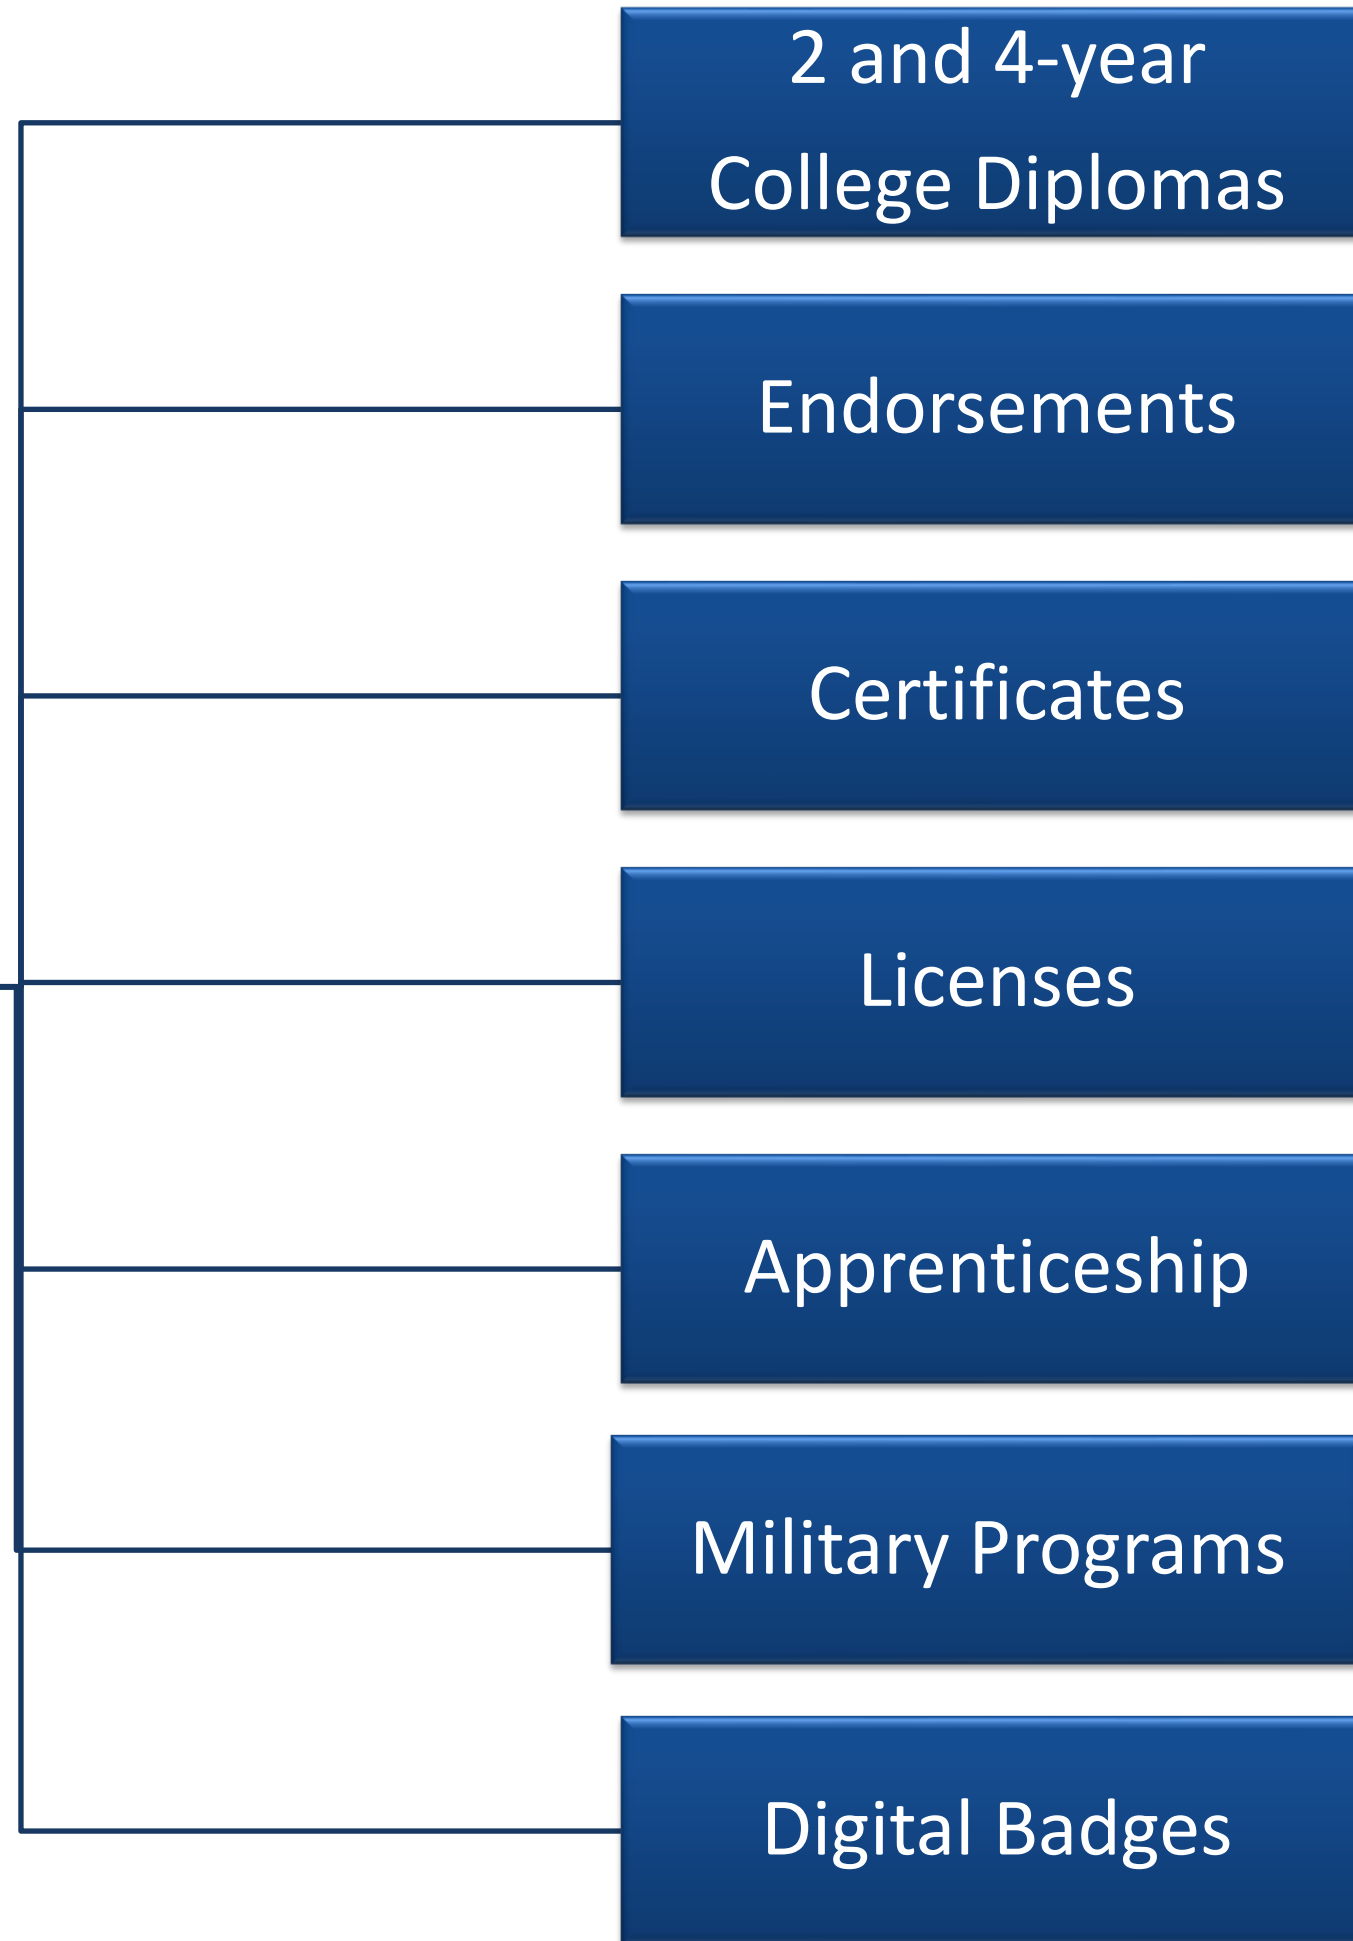 2 and 4-year
College Diplomas
Endorsements
Certificates
Licenses
Apprenticeship
Military Programs
Digital Badges